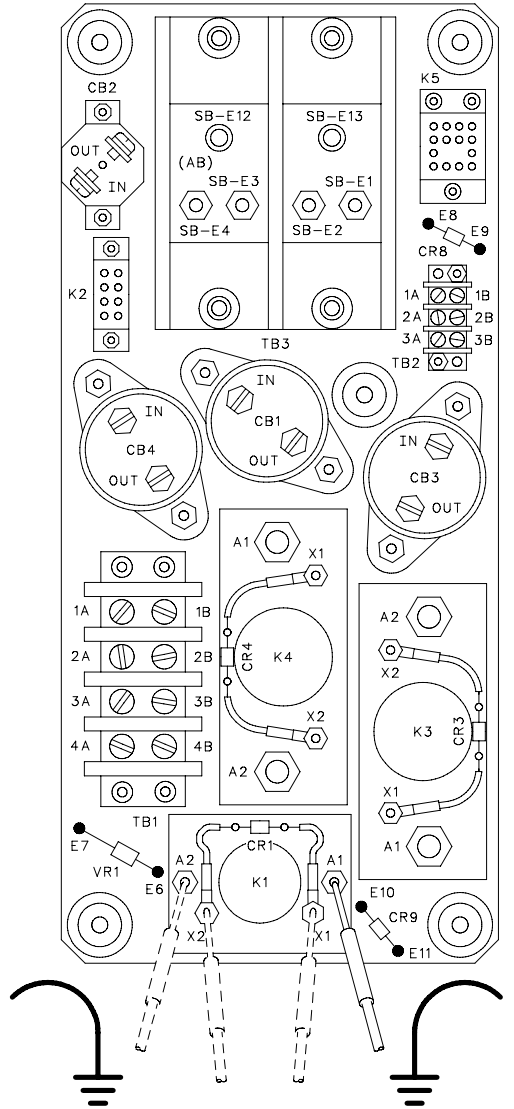 K5
CB2
SB-E12
SB-E13
OUT
(AB)
IN
SB-E3
SB-E1
SB-E4
SB-E2
E8
E9
CR8
K2
1A
1B
2A
2B
3A
3B
TB3
TB2
IN
IN
CB1
CB4
OUT
OUT
IN
CB3
OUT
A1
X1
1A
1B
A2
2A
2B
CR4
K4
X2
3A
3B
X2
K3
CR3
4A
4B
A2
X1
TB1
A1
E7
CR1
VR1
A2
A1
E6
K1
E10
CR9
X2
X1
E11